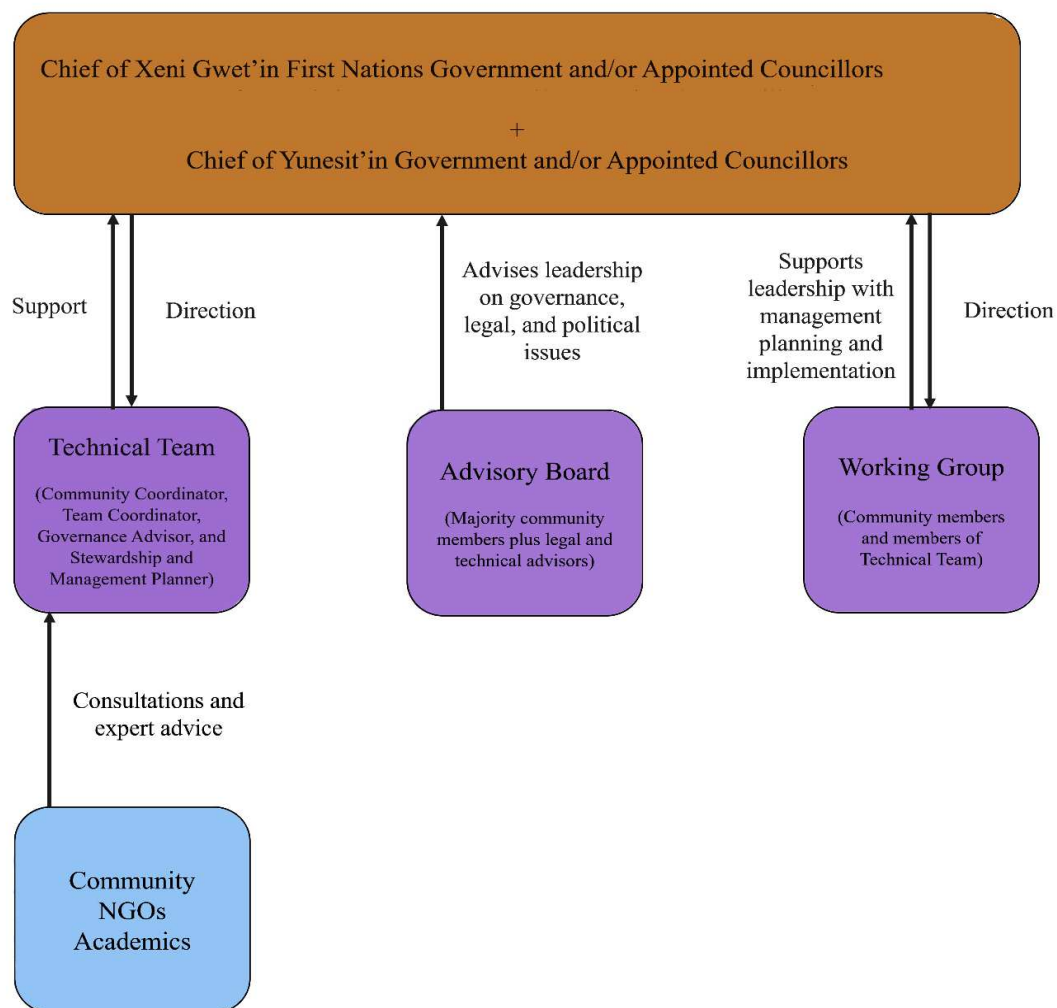 Chief of Xeni Gwet’in First Nations Government and/or Appointed Councillors
+
Chief of Yunesit’in Government and/or Appointed Councillors
Support
Direction
Advises leadership
on governance,
legal, and political
issues
Supports
leadership with
management
planning and
implementation
Direction
Technical Team
(Community Coordinator,
Team Coordinator,
Governance Advisor, and
Stewardship and
Management Planner)
Advisory Board
(Majority community
members plus legal and
technical advisors)
Working Group
(Community members
and members of
Technical Team)
Consultations and
expert advice
Community
NGOs
Academics